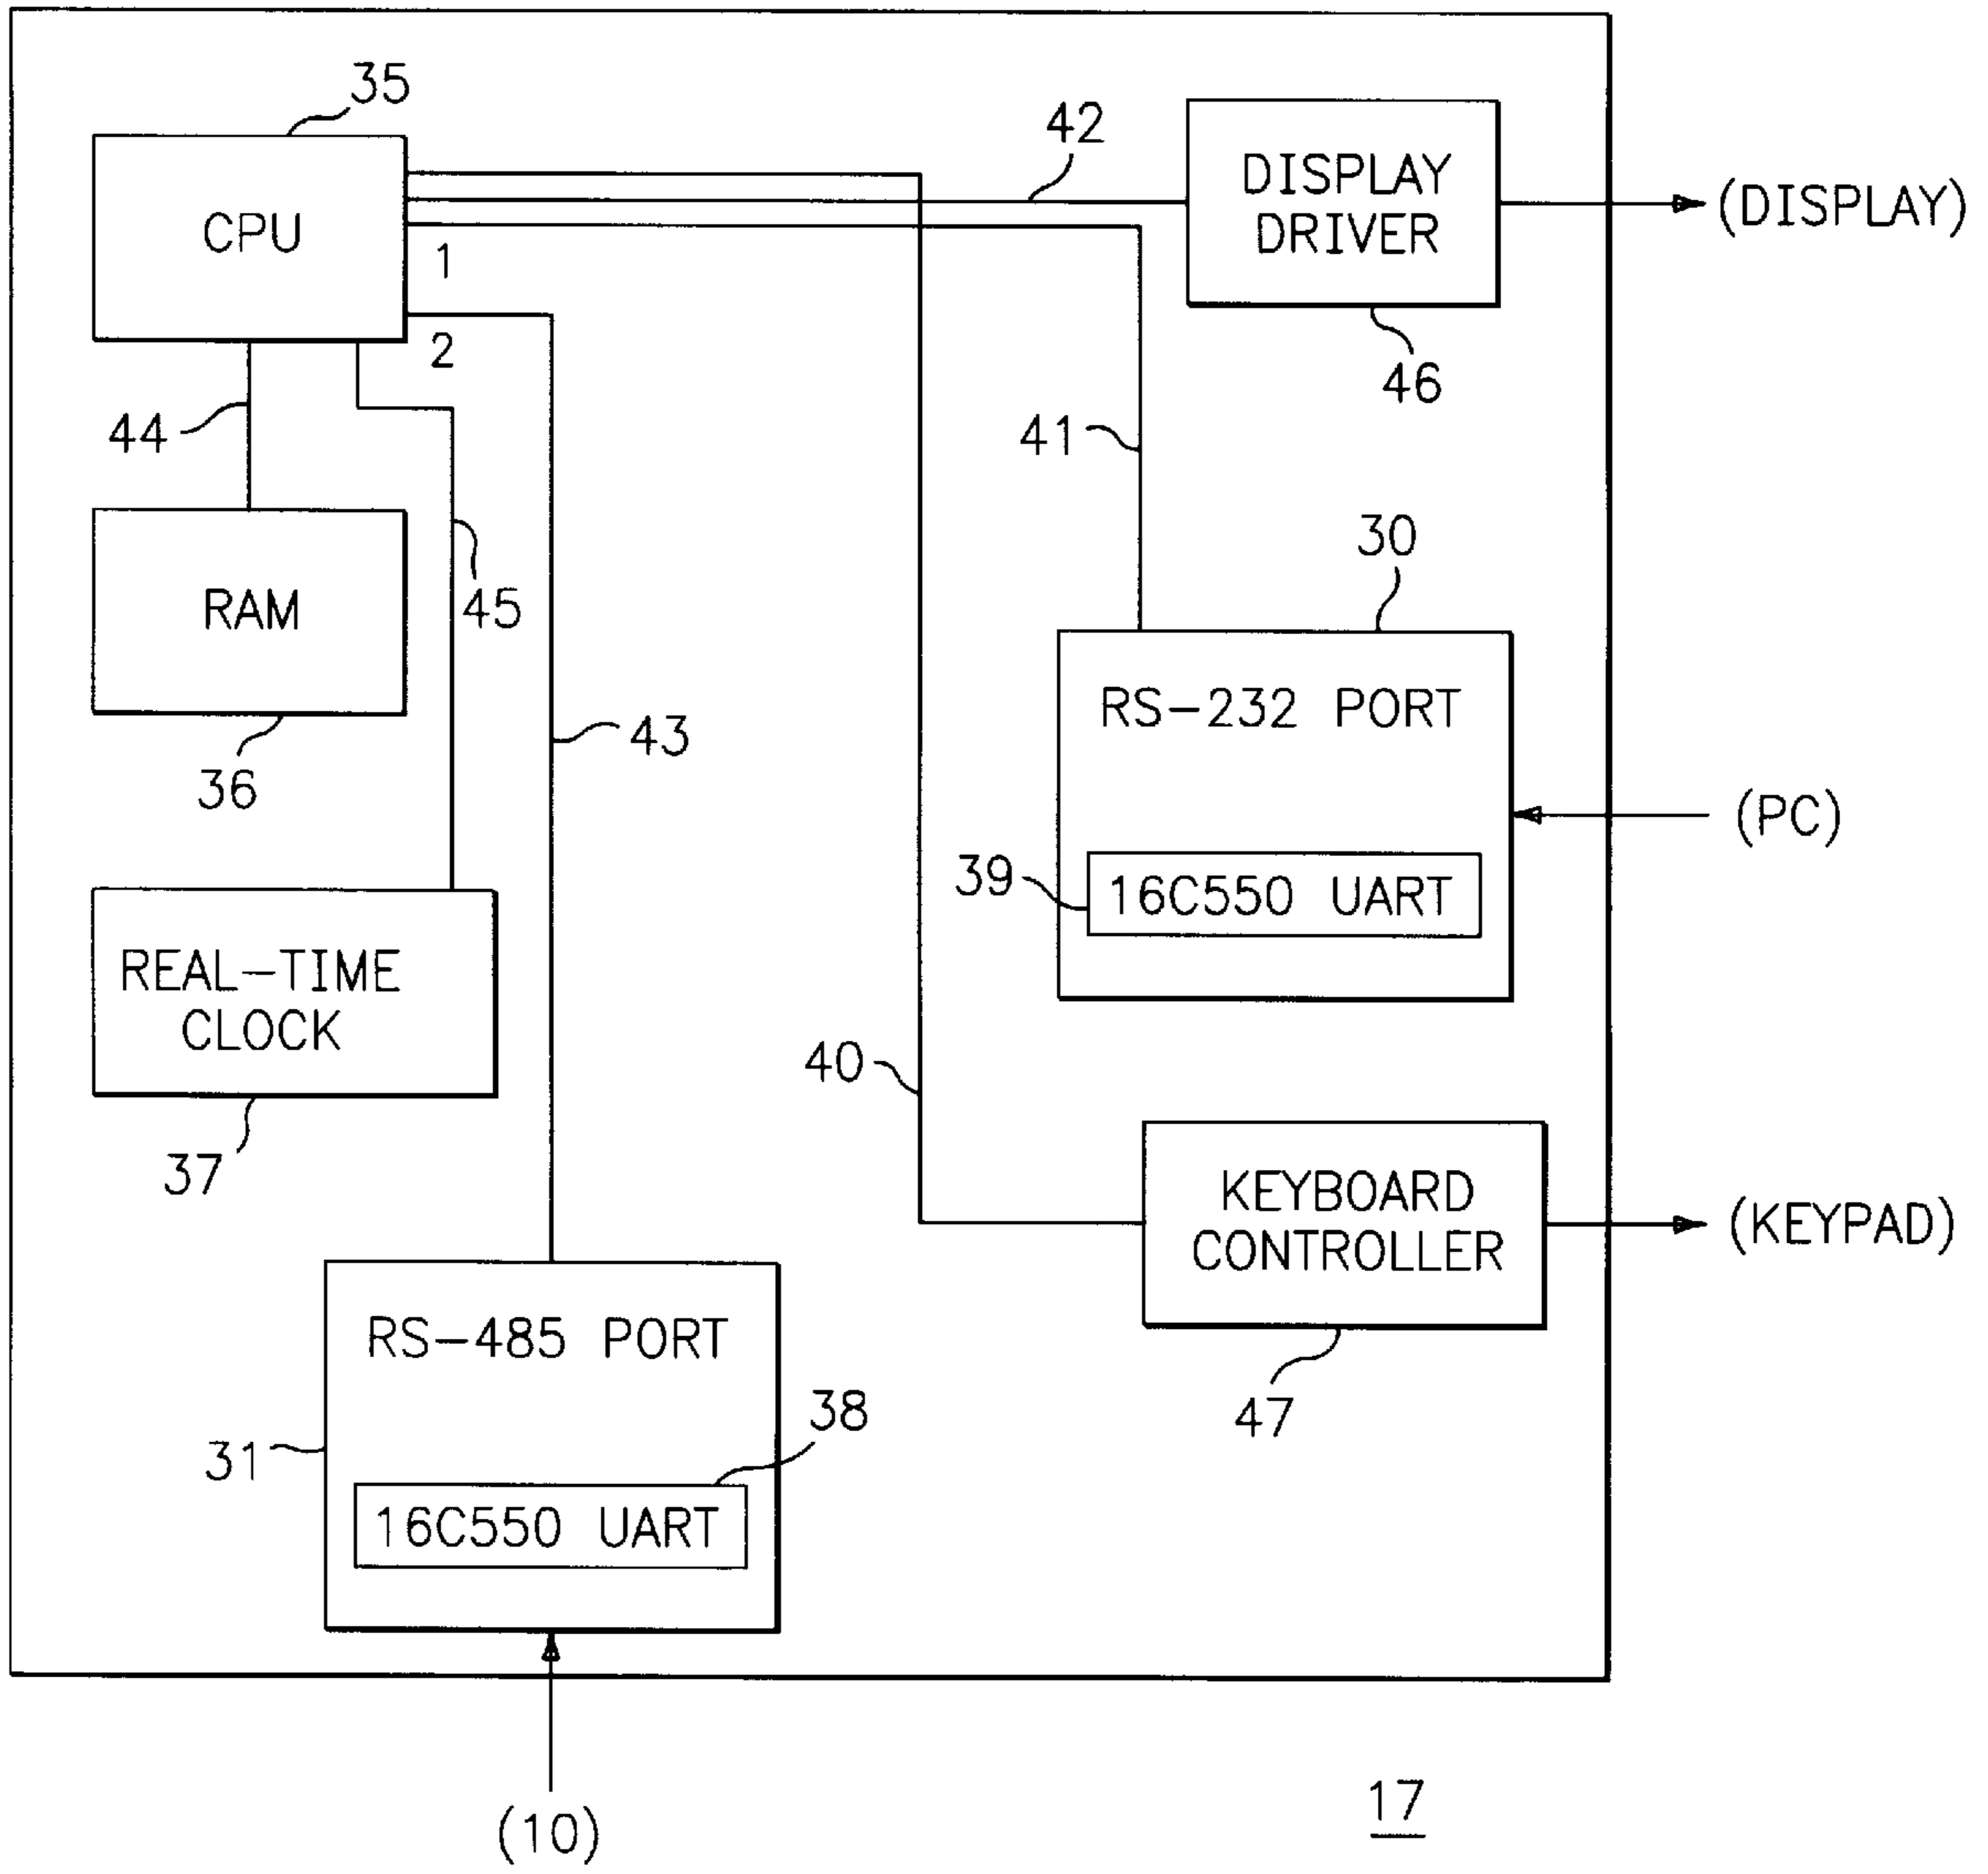 35
42
CPU
DISPLAY
DRIVER
(DISPLAY)
1
2
46
44
41
30
RAM
45
RS-232 PORT
43
36
(PC)
39
16C550 UART
REAL-TIME
CLOCK
40
37
KEYBOARD
CONTROLLER
(KEYPAD)
RS-485 PORT
38
47
31
16C550 UART
17
(10)